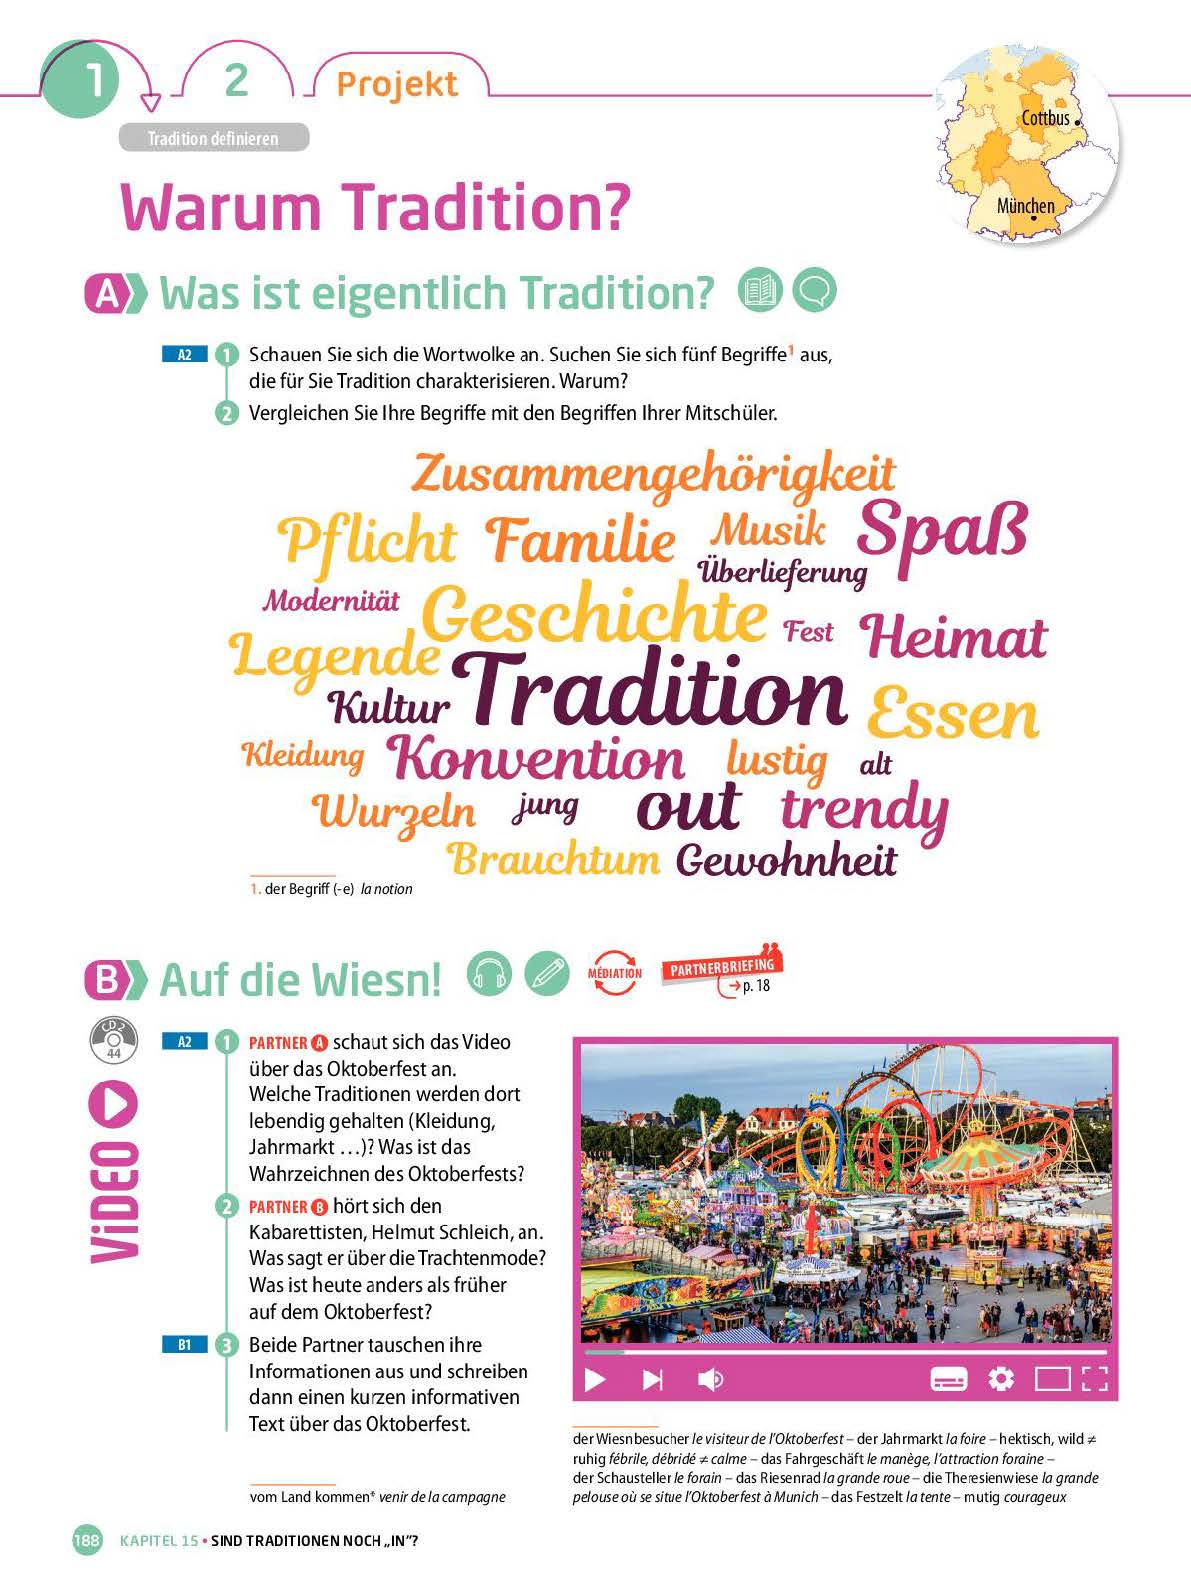 1
2
Projekt
Tradition definieren
Cottbus
München
Warum Tradition?
A Was ist eigentlich Tradition?
A2 1 Schauen Sie sich die Wortwolke an. Suchen Sie sich fünf Begriffe¹ aus,
die für Sie Tradition charakterisieren. Warum?
2 Vergleichen Sie Ihre Begriffe mit den Begriffen Ihrer Mitschüler.
Zusammengehörigkeit
Pflicht Familie Musik Spaß
Überlieferung
Modernität Geschichte Fest Heimat
Legende
Kultur Tradition Essen
Kleidung Konvention lustig alt
Wurzeln jung out trendy
Brauchtum Gewohnheit
1. der Begriff (-e) la notion
B Auf die Wiesn!
MÉDIATION
PARTNERBRIEFING
p. 18
CD 2
44
ViDEO
A2 1 PARTNER A schaut sich das Video
über das Oktoberfest an.
Welche Traditionen werden dort
lebendig gehalten (Kleidung,
Jahrmarkt …)? Was ist das
Wahrzeichnen des Oktoberfests?
2 PARTNER B hört sich den
Kabarettisten, Helmut Schleich, an.
Was sagt er über die Trachtenmode?
Was ist heute anders als früher
auf dem Oktoberfest?
B1 3 Beide Partner tauschen ihre
Informationen aus und schreiben
dann einen kurzen informativen
Text über das Oktoberfest.
vom Land kommen* venir de la campagne
der Wiesnbesucher le visiteur de l'Oktoberfest – der Jahrmarkt la foire – hektisch, wild ≠
ruhig fébrile, débridé ≠ calme – das Fahrgeschäft le manège, l'attraction foraine –
der Schausteller le forain – das Riesenrad la grande roue – die Theresienwiese la grande
pelouse où se situe l'Oktoberfest à Munich – das Festzelt la tente – mutig courageux
188 KAPITEL 15 • SIND TRADITIONEN NOCH „IN“?